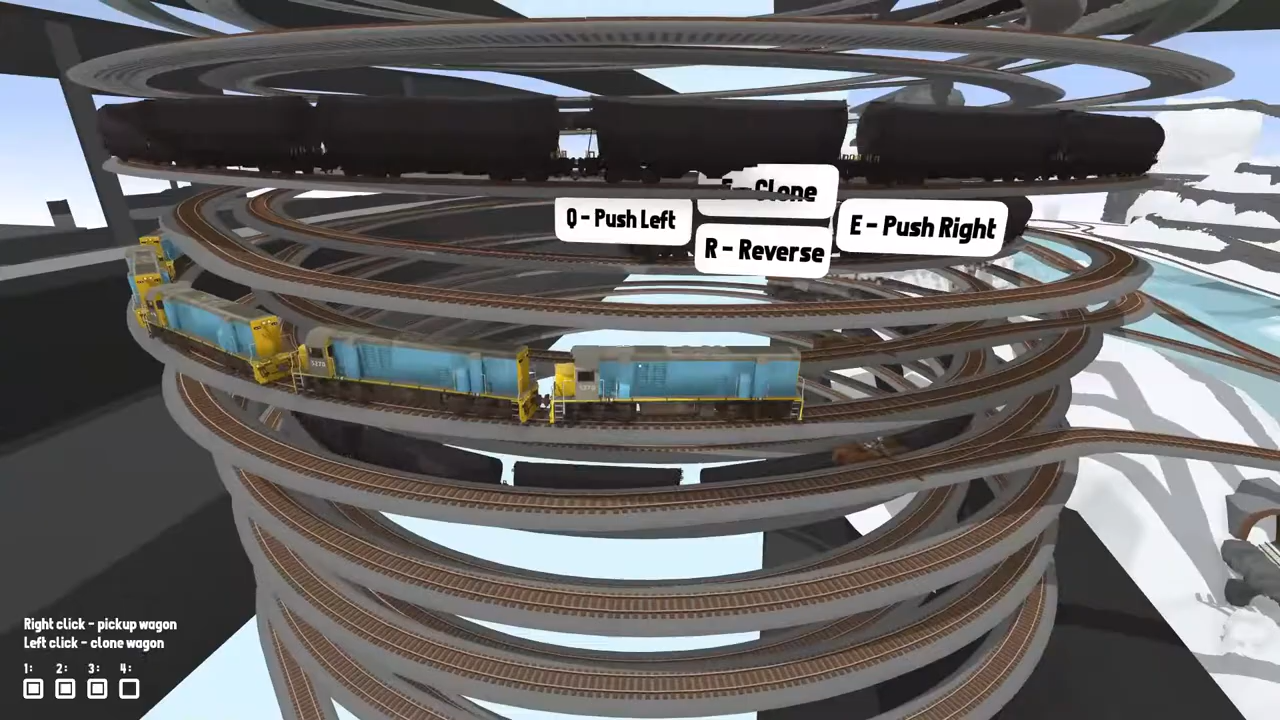 Clone
Q - Push Left
E - Push Right
R - Reverse
Right click - pickup wagon
Left click - clone wagon
1: 2: 3: 4: